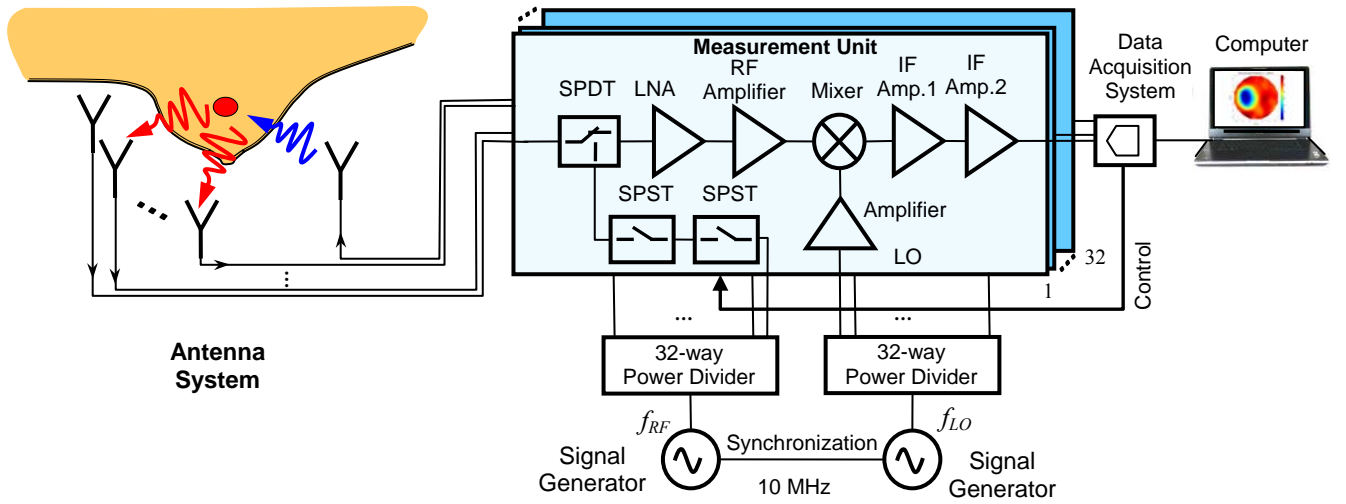 Measurement Unit
SPDT
LNA
RF
Amplifier
Mixer
IF
Amp.1
IF
Amp.2
Data
Acquisition
System
Computer
SPST
SPST
Amplifier
LO
...
32
1
Control
...
...
32-way
Power Divider
32-way
Power Divider
Antenna
System
fRF
fLO
Signal
Generator
Synchronization
10 MHz
Signal
Generator